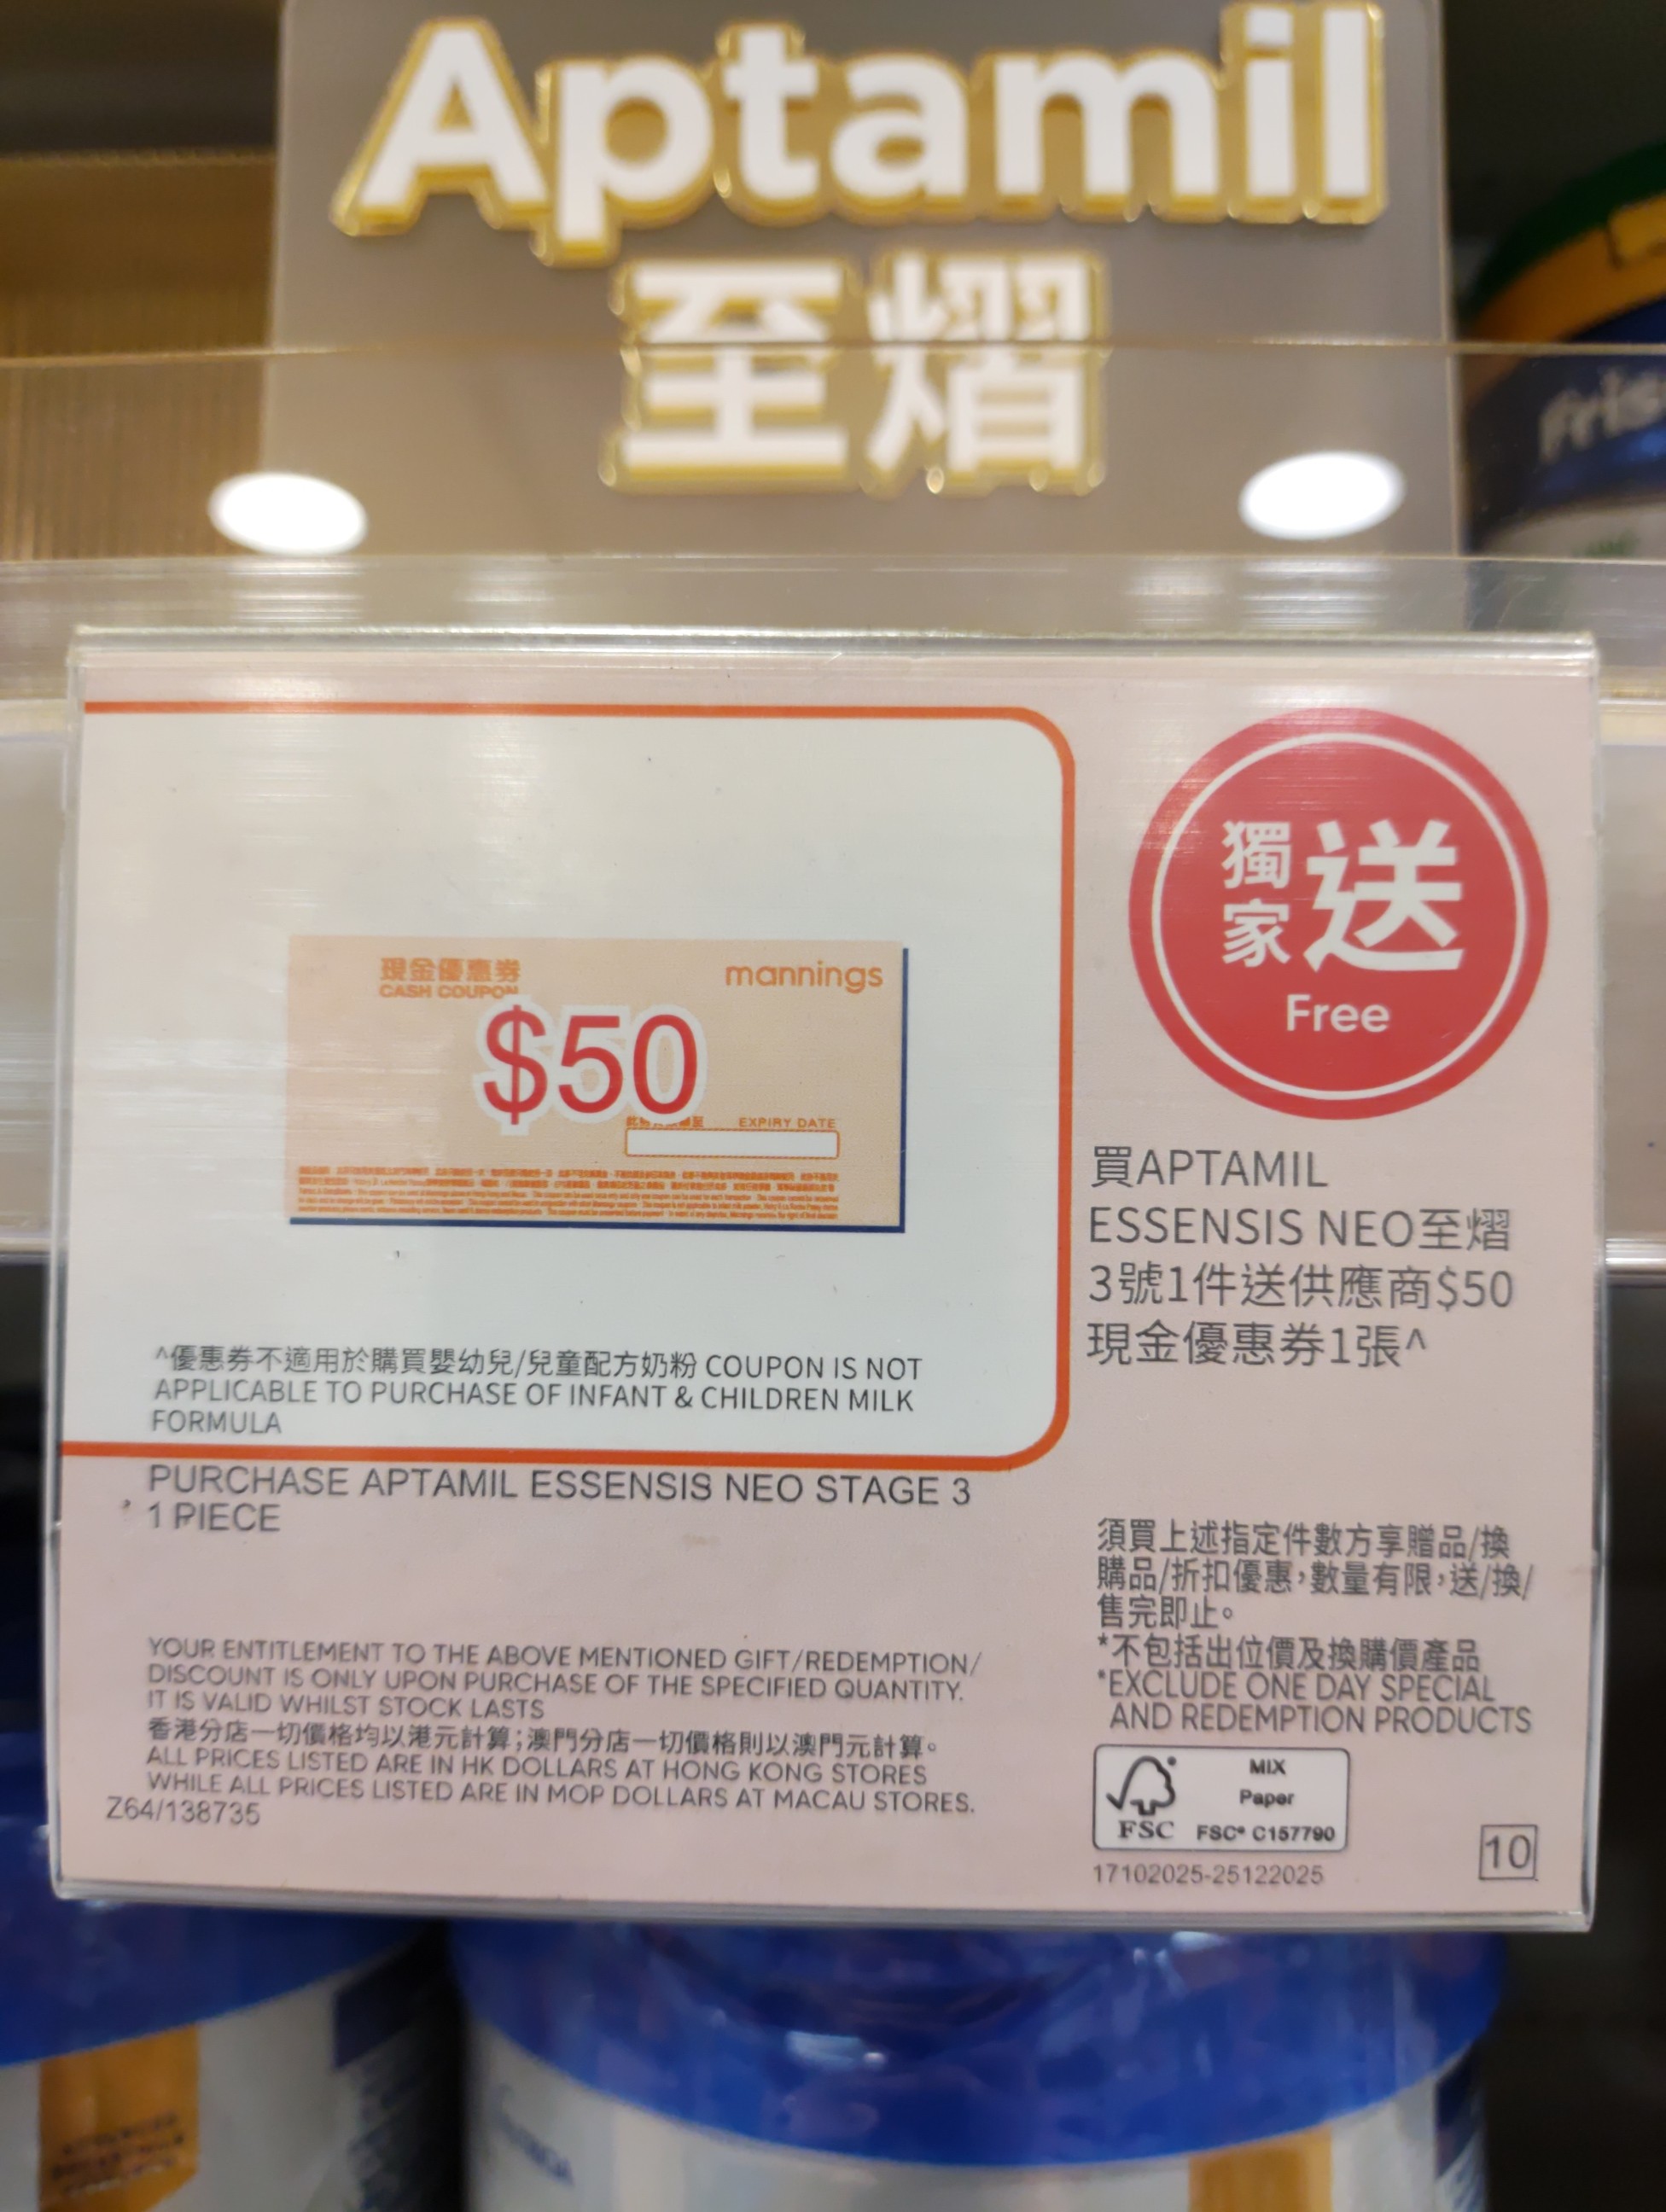 Aptamil
至熠
Fris
獨家
送
Free
現金優惠券
CASH COUPON
mannings
$50
EXPIRY DATE
^優惠券不適用於購買嬰幼兒/兒童配方奶粉 COUPON IS NOT
APPLICABLE TO PURCHASE OF INFANT & CHILDREN MILK
FORMULA
買APTAMIL
ESSENSIS NEO至熠
3號1件送供應商$50
現金優惠券1張^
PURCHASE APTAMIL ESSENSIS NEO STAGE 3
1 PIECE
須買上述指定件數方享贈品/換
購品/折扣優惠,數量有限,送/換/
售完即止。
*不包括出位價及換購價產品
*EXCLUDE ONE DAY SPECIAL
AND REDEMPTION PRODUCTS
YOUR ENTITLEMENT TO THE ABOVE MENTIONED GIFT/REDEMPTION/
DISCOUNT IS ONLY UPON PURCHASE OF THE SPECIFIED QUANTITY.
IT IS VALID WHILST STOCK LASTS
香港分店一切價格均以港元計算;澳門分店一切價格則以澳門元計算。
ALL PRICES LISTED ARE IN HK DOLLARS AT HONG KONG STORES
WHILE ALL PRICES LISTED ARE IN MOP DOLLARS AT MACAU STORES.
Z64/138735
MIX
Paper
FSC
FSC® C157790
17102025-25122025
10